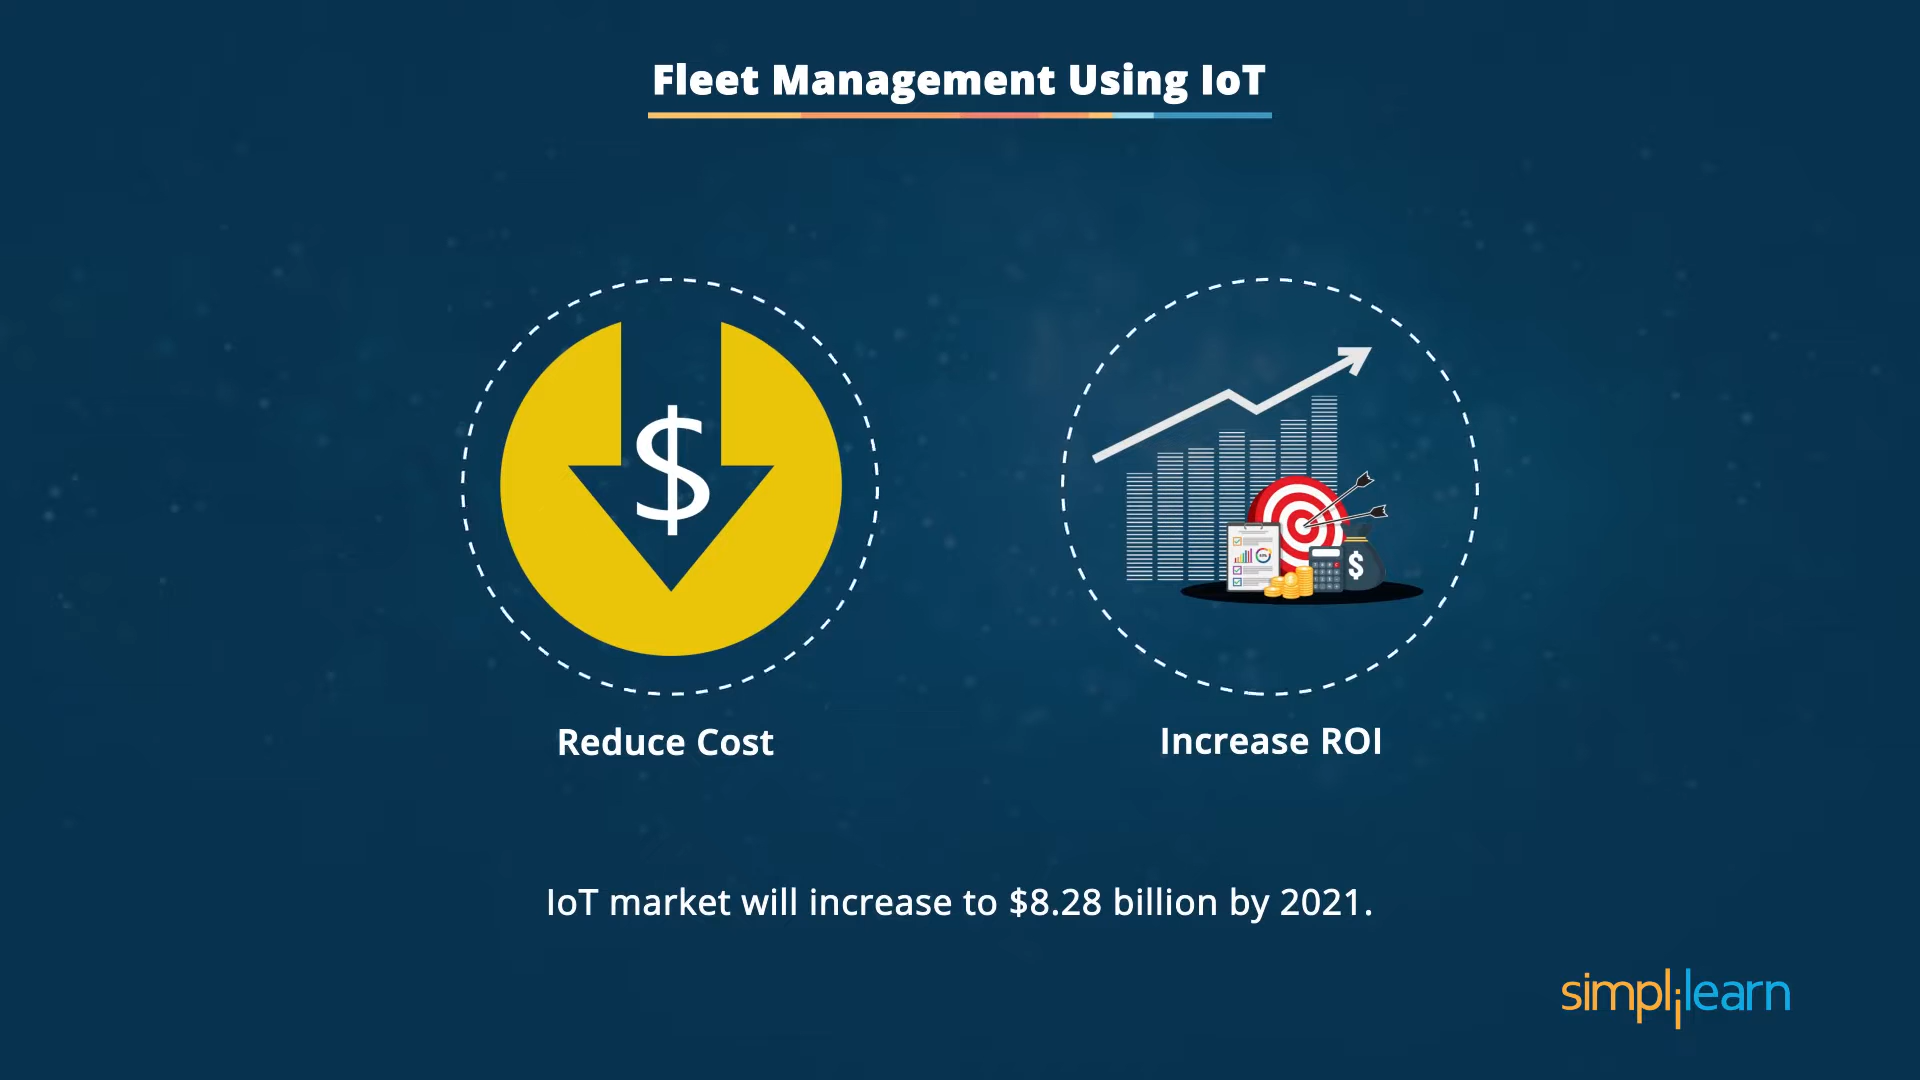 Fleet Management Using IoT
$
$
Reduce Cost
Increase ROI
IoT market will increase to $8.28 billion by 2021.
simplilearn